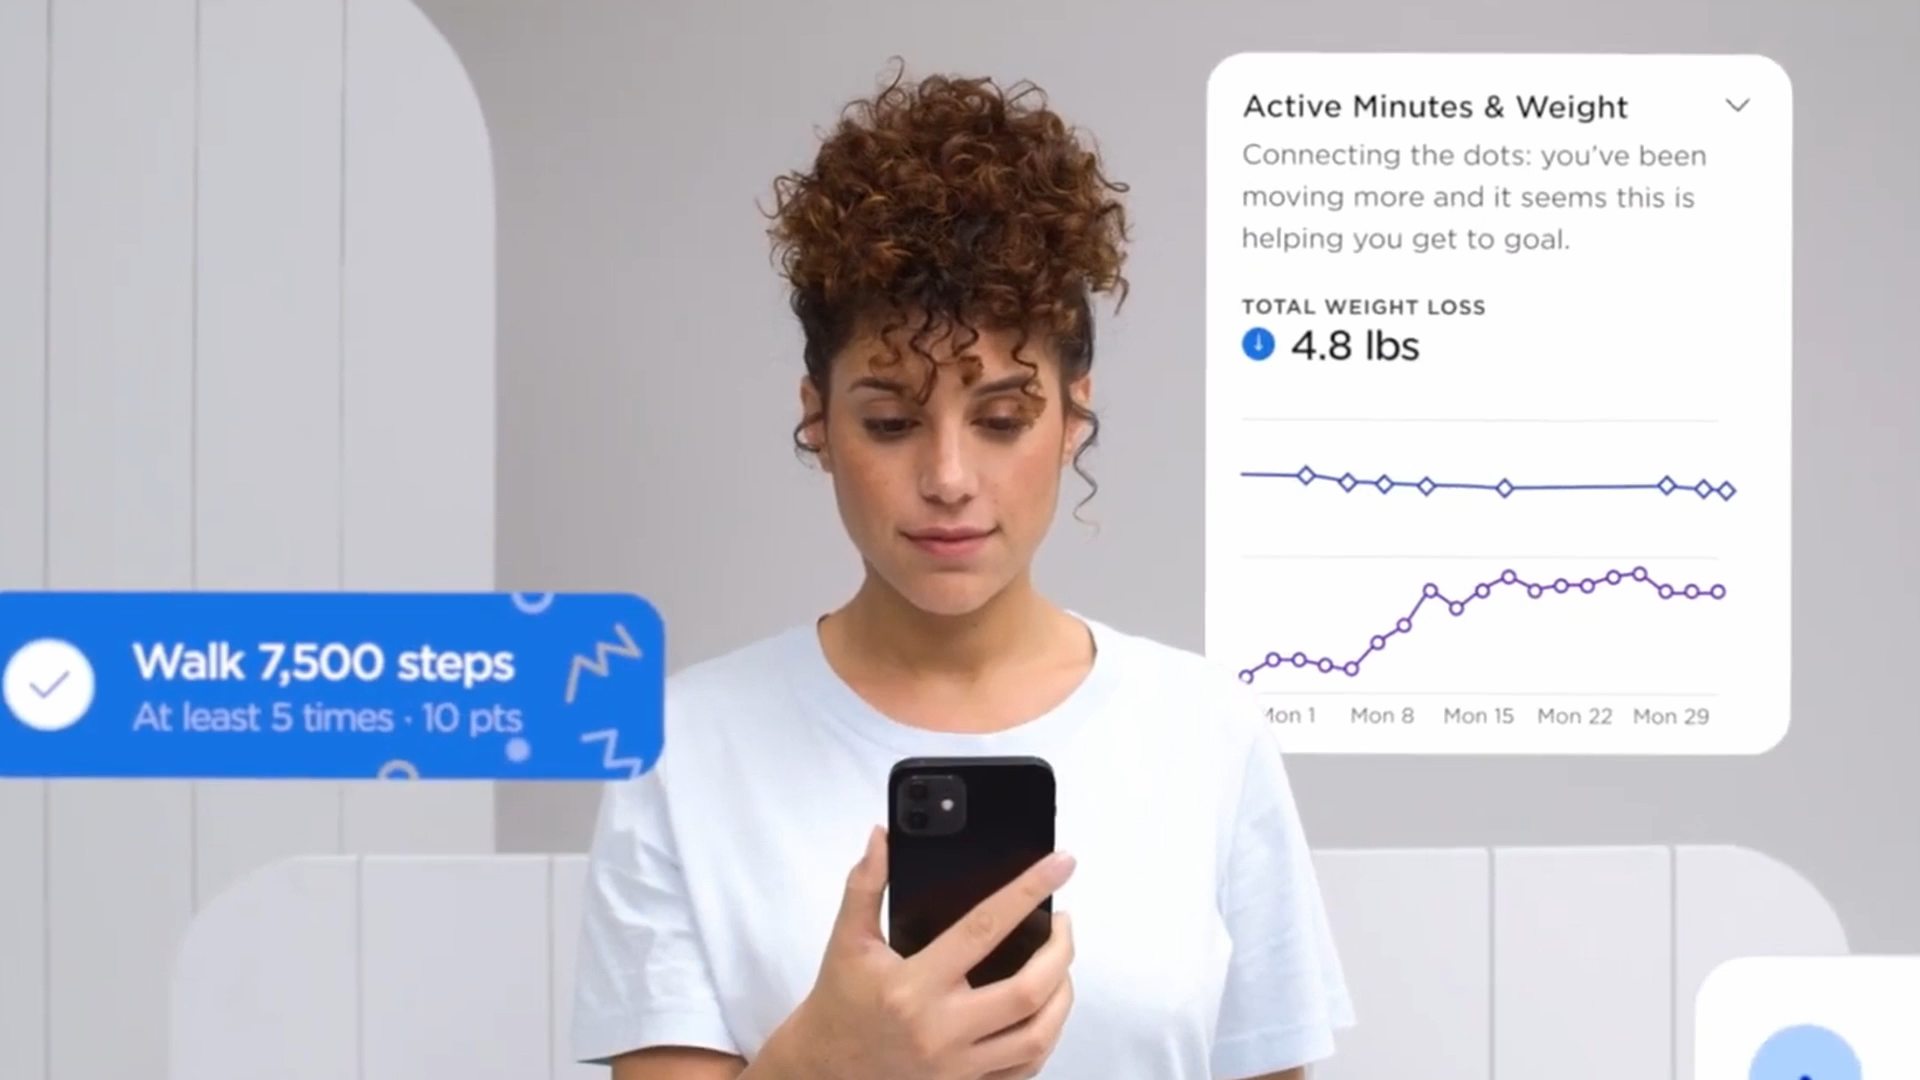 Active Minutes & Weight
Connecting the dots: you've been
moving more and it seems this is
helping you get to goal.
TOTAL WEIGHT LOSS
4.8 lbs
Mon 1 Mon 8 Mon 15 Mon 22 Mon 29
Walk 7,500 steps
At least 5 times · 10 pts